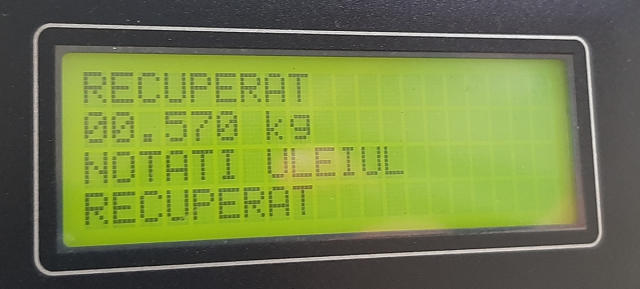 RECUPERAT
00.570 kg
NOTATI ULEIUL
RECUPERAT